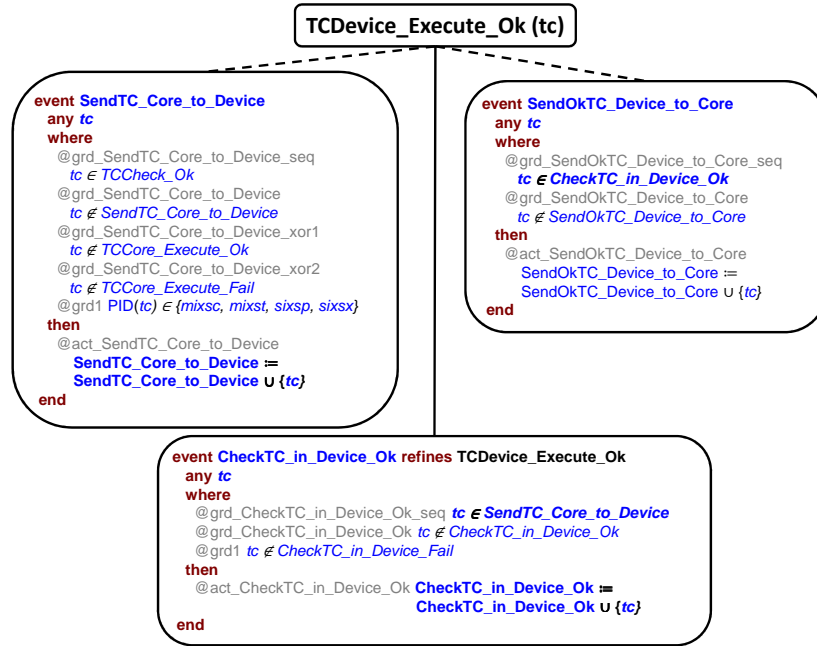 TCDevice_Execute_Ok (tc)
event SendTC_Core_to_Device
any tc
where
@grd_SendTC_Core_to_Device_seq
tc ∈ TCCheck_Ok
@grd_SendTC_Core_to_Device
tc ∉ SendTC_Core_to_Device
@grd_SendTC_Core_to_Device_xor1
tc ∉ TCCore_Execute_Ok
@grd_SendTC_Core_to_Device_xor2
tc ∉ TCCore_Execute_Fail
@grd1 PID(tc) ∈ {mixsc, mixst, sixsp, sixsx}
then
@act_SendTC_Core_to_Device
SendTC_Core_to_Device ≔
SendTC_Core_to_Device ∪ {tc}
end
event SendOkTC_Device_to_Core
any tc
where
@grd_SendOkTC_Device_to_Core_seq
tc ∈ CheckTC_in_Device_Ok
@grd_SendOkTC_Device_to_Core
tc ∉ SendOkTC_Device_to_Core
then
@act_SendOkTC_Device_to_Core
SendOkTC_Device_to_Core ≔
SendOkTC_Device_to_Core ∪ {tc}
end
event CheckTC_in_Device_Ok refines TCDevice_Execute_Ok
any tc
where
@grd_CheckTC_in_Device_Ok_seq tc ∈ SendTC_Core_to_Device
@grd_CheckTC_in_Device_Ok tc ∉ CheckTC_in_Device_Ok
@grd1 tc ∉ CheckTC_in_Device_Fail
then
@act_CheckTC_in_Device_Ok CheckTC_in_Device_Ok ≔
CheckTC_in_Device_Ok ∪ {tc}
end